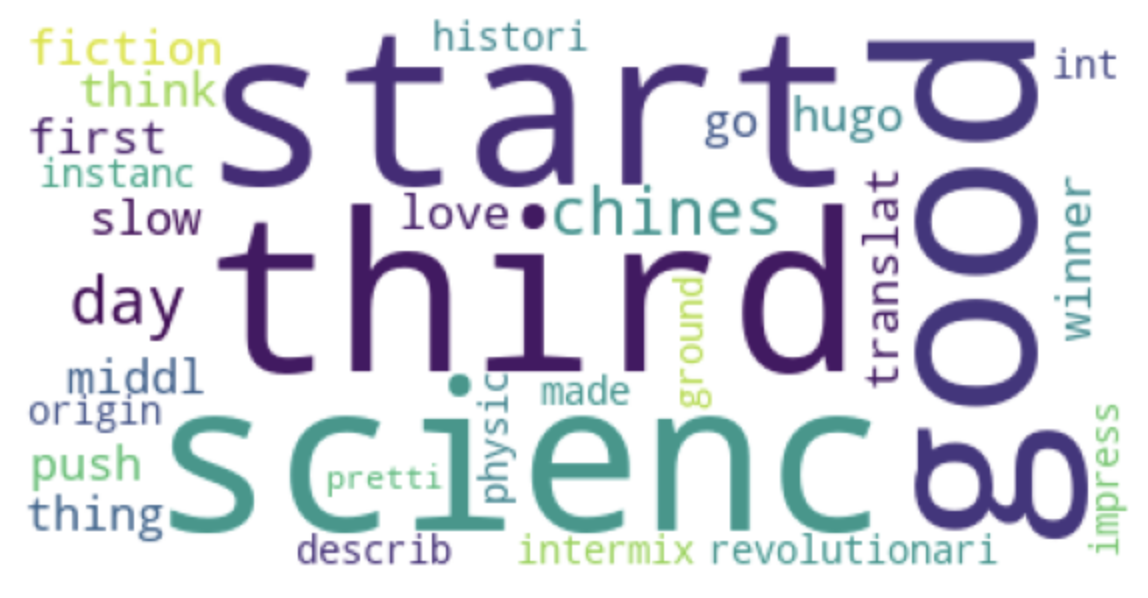 histori
fiction
start
good
int
think
go
hugo
first
instanc
slow
love
chines
translat
winner
third
day
ground
middl
physic
made
origin
scienc
push
pretti
impress
thing
describ
intermix
revolutionari